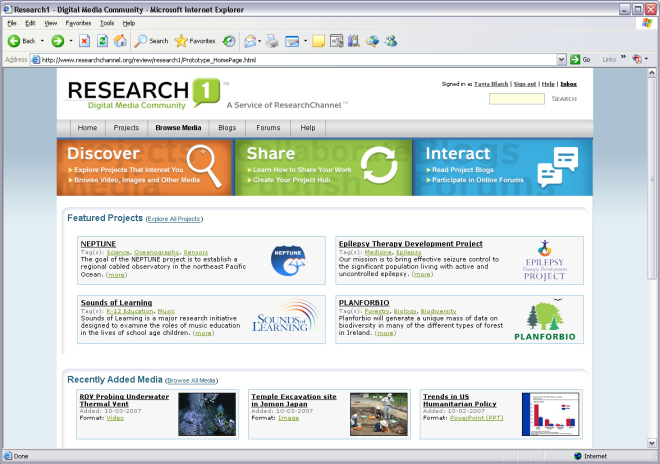 Research1 - Digital Media Community - Microsoft Internet Explorer
File Edit View Favorites Tools Help
Back Search Favorites
Address http://www.researchchannel.org/review/research1/Prototype_HomePage.html Go Links
RESEARCH 1 ™
Digital Media Community
A Service of ResearchChannel ™
Signed in as Tavia Blaich | Sign out | Help | Inbox
SEARCH
Home Projects Browse Media Blogs Forums Help
Discover
Explore Projects That Interest You
Browse Video, Images and Other Media
Share
Learn How to Share Your Work
Create Your Project Hub
Interact
Read Project Blogs
Participate in Online Forums
Featured Projects (Explore All Projects)
NEPTUNE
Tag(s): Science, Oceanography, Sensors
The goal of the NEPTUNE project is to establish a
regional cabled observatory in the northeast Pacific
Ocean. (more)
NEPTUNE
Epilepsy Therapy Development Project
Tag(s): Medicine, Epilepsy
Our mission is to bring effective seizure control to
the significant population living with active and
uncontrolled epilepsy. (more)
EPILEPSY
Therapy Development
PROJECT
Sounds of Learning
Tag(s): K-12 Education, Music
Sounds of Learning is a major research initiative
designed to examine the roles of music education
in the lives of school age children. (more)
SOUNDS of
LEARNING
PLANFORBIO
Tag(s): Forestry, Biology, Biodiversity
Planforbio will generate a unique mass of data on
biodiversity in many of the different types of forest
in Ireland. (more)
PLANFORBIO
Recently Added Media (Browse All Media)
ROV Probing Underwater
Thermal Vent
Added: 10-03-2007
Format: Video
Temple Excavation site
in Jomon Japan
Added: 10-03-2007
Format: Image
Trends in US
Humanitarian Policy
Added: 10-02-2007
Format: PowerPoint (PPT)
Done Internet